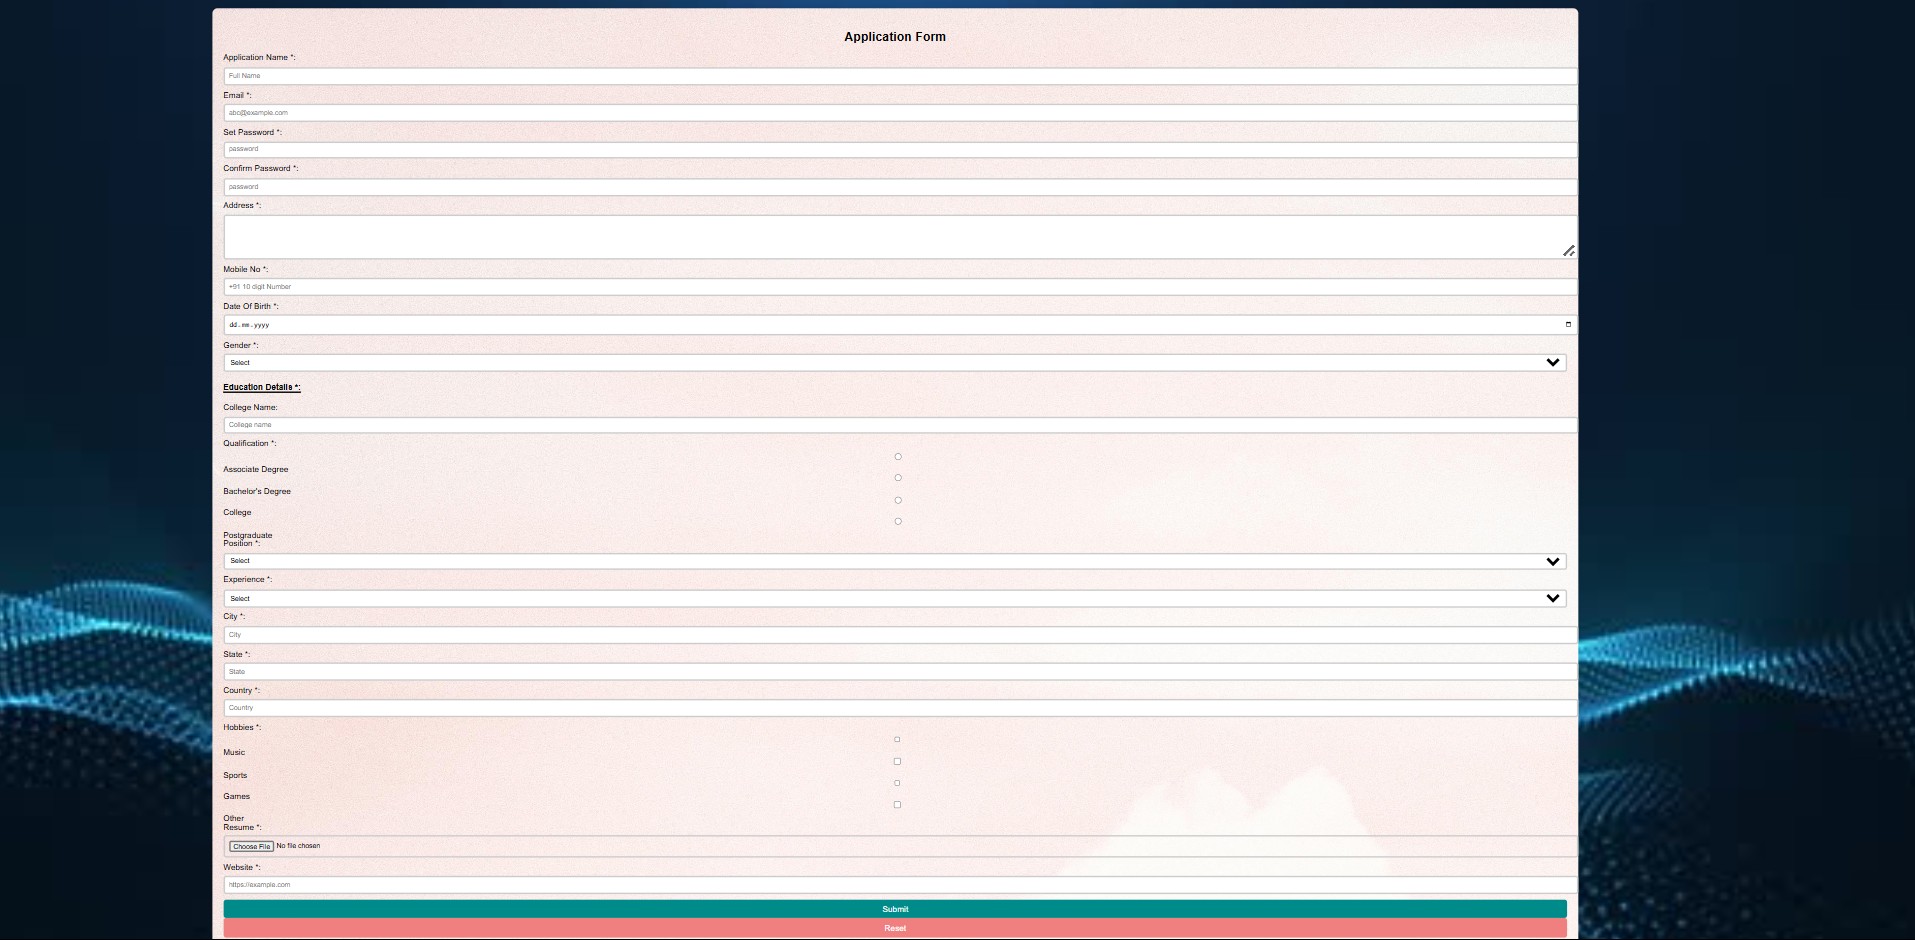 Application Form
Application Name *:
Full Name
Email *:
abc@example.com
Set Password *:
password
Confirm Password *:
password
Address *:
Mobile No *:
+91 10 digit Number
Date Of Birth *:
dd.mm.yyyy
Gender *:
Select
Education Details *:
College Name:
College name
Qualification *:
Associate Degree
Bachelor's Degree
College
Postgraduate
Position *:
Select
Experience *:
Select
City *:
City
State *:
State
Country *:
Country
Hobbies *:
Music
Sports
Games
Other
Resume *:
Choose File No file chosen
Website *:
https://example.com
Submit
Reset